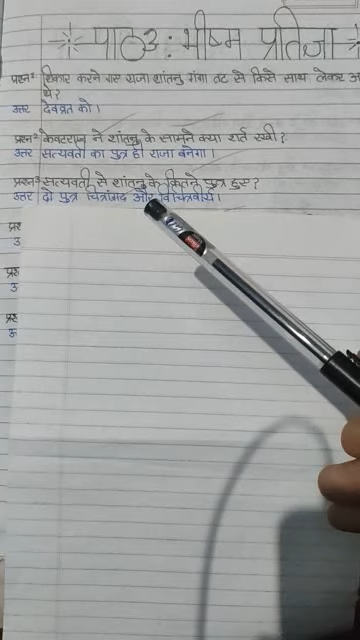 पाठ 3 : भीष्म प्रतिज्ञा
प्रश्न¹ शिकार करने गए राजा शांतनु गंगा तट से किसे साथ लेकर आ
थे?
उत्तर देवव्रत को।
प्रश्न² केवटराज ने शांतनु के सामने क्या शर्त रखी?
उत्तर सत्यवती का पुत्र ही राजा बनेगा।
प्रश्न³ सत्यवती से शांतनु के कितने पुत्र हुए?
उत्तर दो पुत्र चित्रांगद और विचित्रवीर्य।
प्रश
उ
प्रश
उ
प्रश
उ